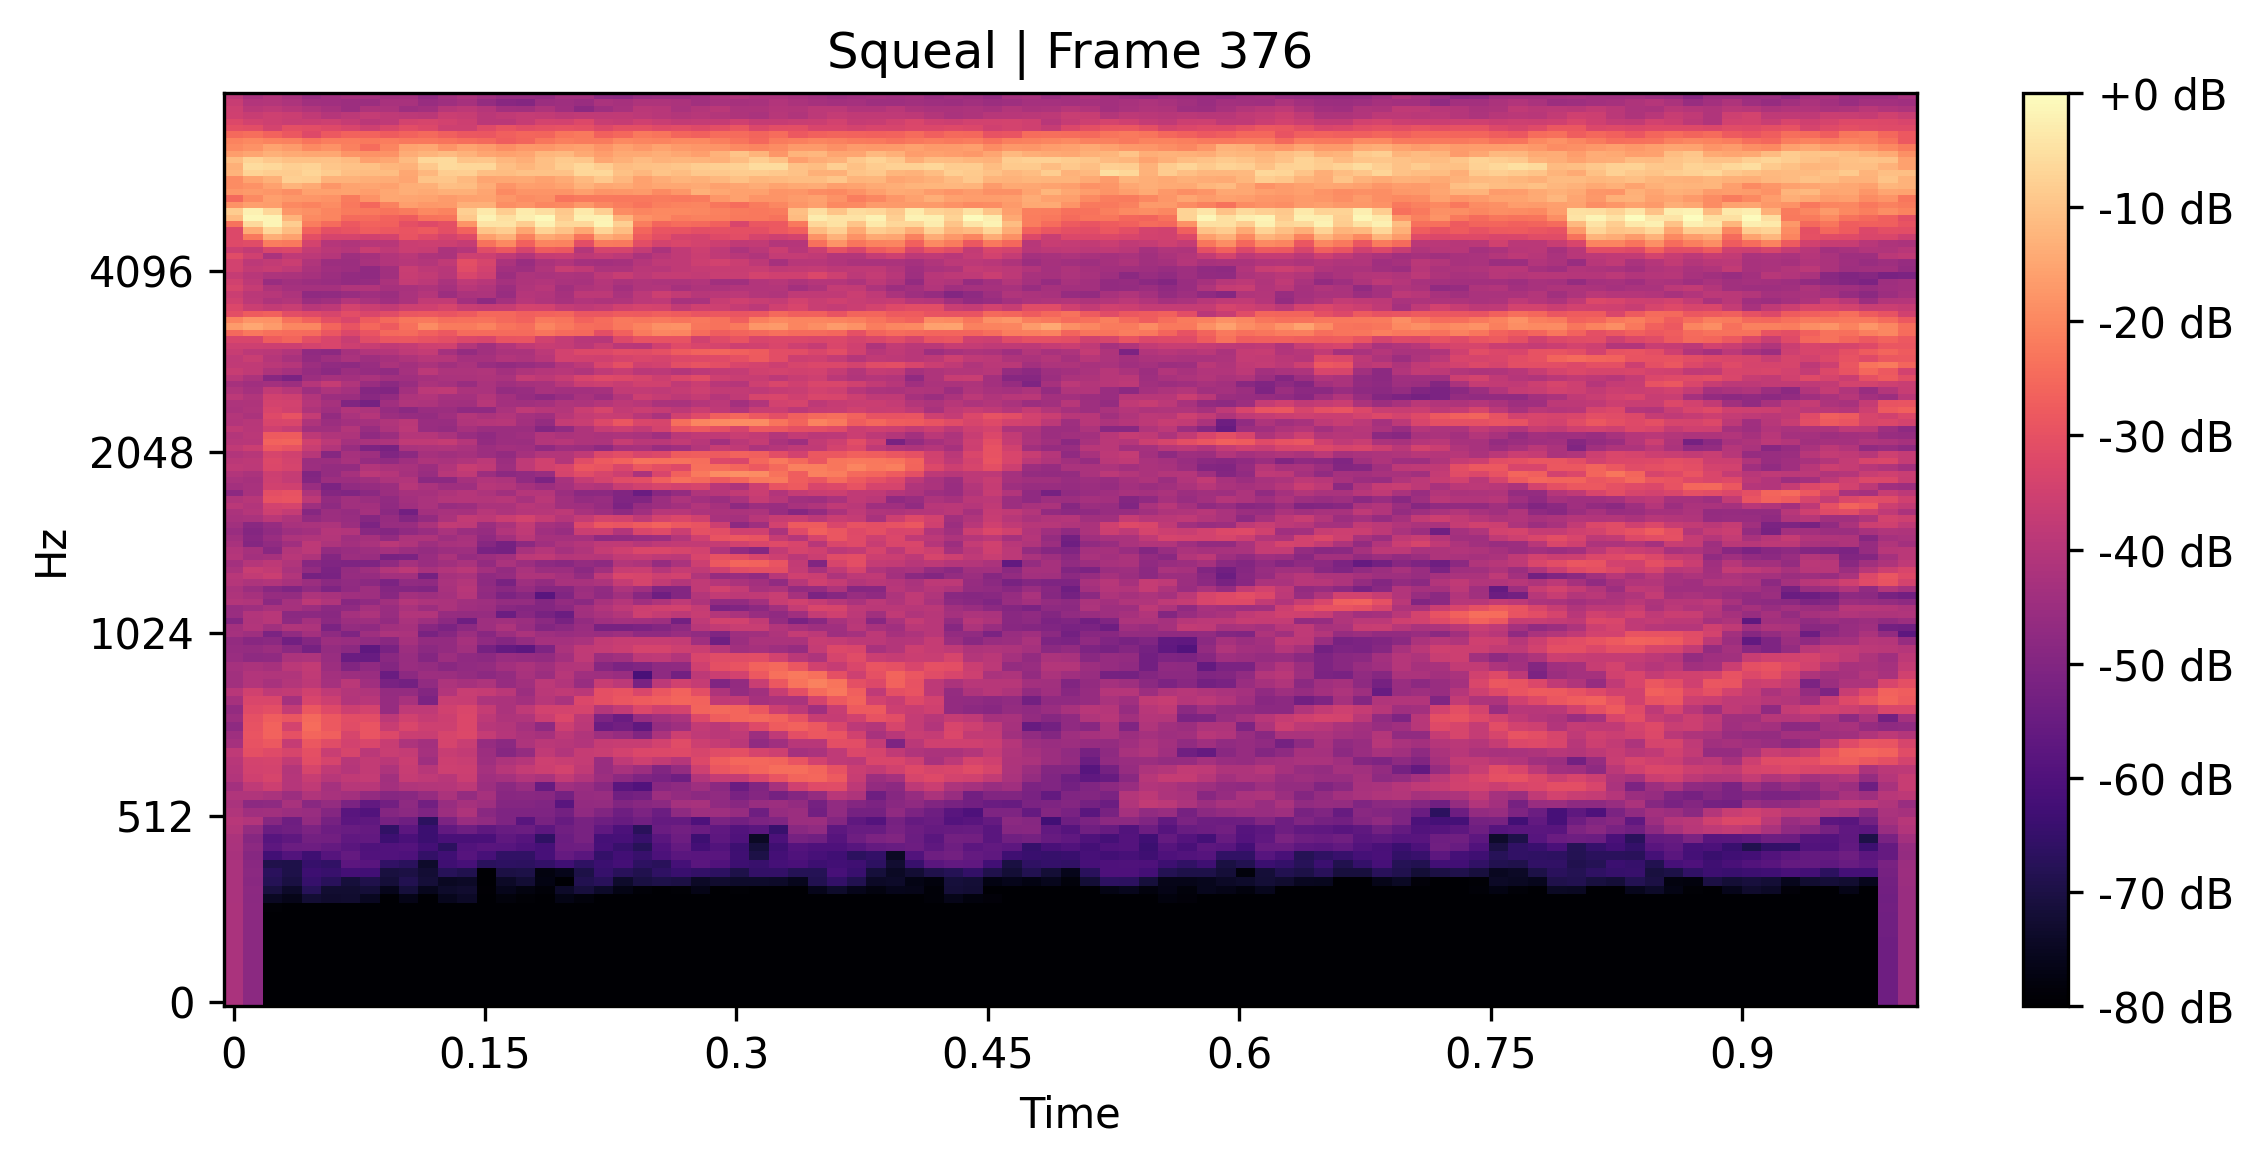 Squeal | Frame 376
+0 dB
-10 dB
-20 dB
-30 dB
-40 dB
-50 dB
-60 dB
-70 dB
-80 dB
4096
2048
1024
512
0
Hz
0 0.15 0.3 0.45 0.6 0.75 0.9
Time